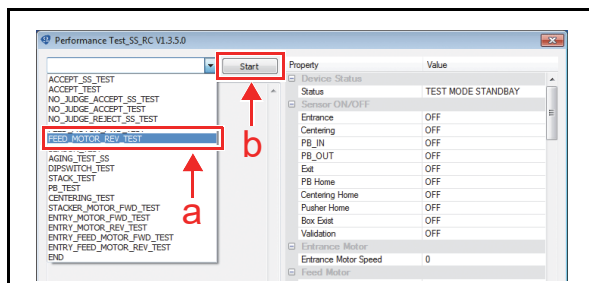 Performance Test_SS_RC V1.3.5.0
Start
Property Value
ACCEPT_SS_TEST
ACCEPT_TEST
NO_JUDGE_ACCEPT_SS_TEST
NO_JUDGE_ACCEPT_TEST
NO_JUDGE_REJECT_SS_TEST
FEED_MOTOR_REV_TEST
AGING_TEST_SS
DIPSWITCH_TEST
STACK_TEST
PB_TEST
CENTERING_TEST
STACKER_MOTOR_FWD_TEST
ENTRY_MOTOR_FWD_TEST
ENTRY_MOTOR_REV_TEST
ENTRY_FEED_MOTOR_FWD_TEST
ENTRY_FEED_MOTOR_REV_TEST
END
a
b
Device Status
Status TEST MODE STANDBAY
Sensor ON/OFF
Entrance OFF
Centering OFF
PB_IN OFF
PB_OUT OFF
Exit OFF
PB Home OFF
Centering Home OFF
Pusher Home OFF
Box Exist OFF
Validation OFF
Entrance Motor
Entrance Motor Speed 0
Feed Motor